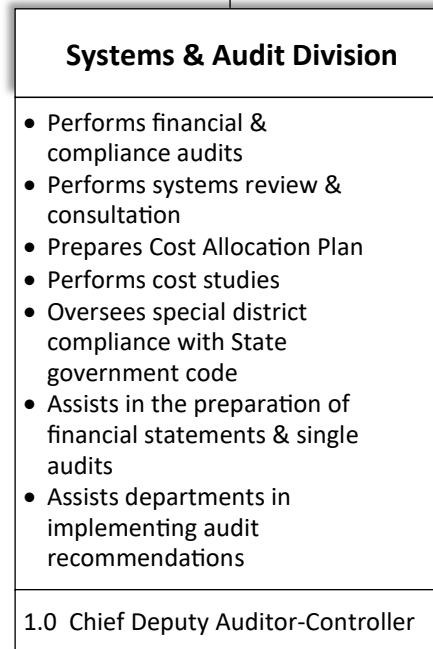 Systems & Audit Division
• Performs financial &
compliance audits
• Performs systems review &
consultation
• Prepares Cost Allocation Plan
• Performs cost studies
• Oversees special district
compliance with State
government code
• Assists in the preparation of
financial statements & single
audits
• Assists departments in
implementing audit
recommendations
1.0 Chief Deputy Auditor-Controller